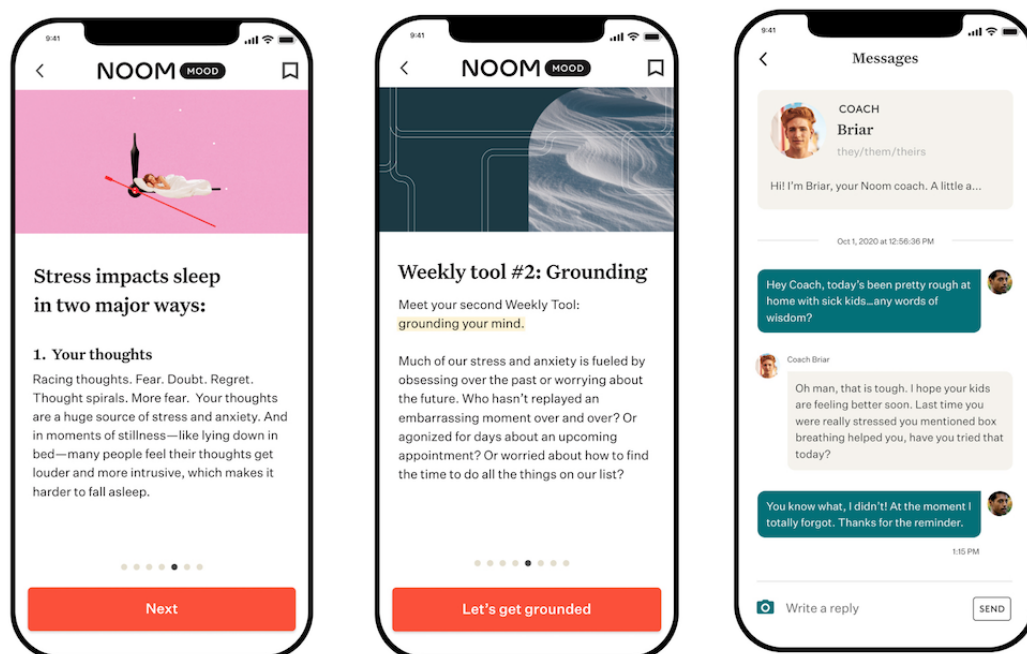 9:41
NOOM MOOD
Stress impacts sleep
in two major ways:
1. Your thoughts
Racing thoughts. Fear. Doubt. Regret.
Thought spirals. More fear. Your thoughts
are a huge source of stress and anxiety. And
in moments of stillness—like lying down in
bed—many people feel their thoughts get
louder and more intrusive, which makes it
harder to fall asleep.
Next
9:41
NOOM MOOD
Weekly tool #2: Grounding
Meet your second Weekly Tool:
grounding your mind.
Much of our stress and anxiety is fueled by
obsessing over the past or worrying about
the future. Who hasn't replayed an
embarrassing moment over and over? Or
agonized for days about an upcoming
appointment? Or worried about how to find
the time to do all the things on our list?
Let's get grounded
9:41
Messages
COACH
Briar
they/them/theirs
Hi! I'm Briar, your Noom coach. A little a...
Oct 1, 2020 at 12:56:36 PM
Hey Coach, today's been pretty rough at
home with sick kids...any words of
wisdom?
Coach Briar
Oh man, that is tough. I hope your kids
are feeling better soon. Last time you
were really stressed you mentioned box
breathing helped you, have you tried that
today?
You know what, I didn't! At the moment I
totally forgot. Thanks for the reminder.
1:15 PM
Write a reply
SEND